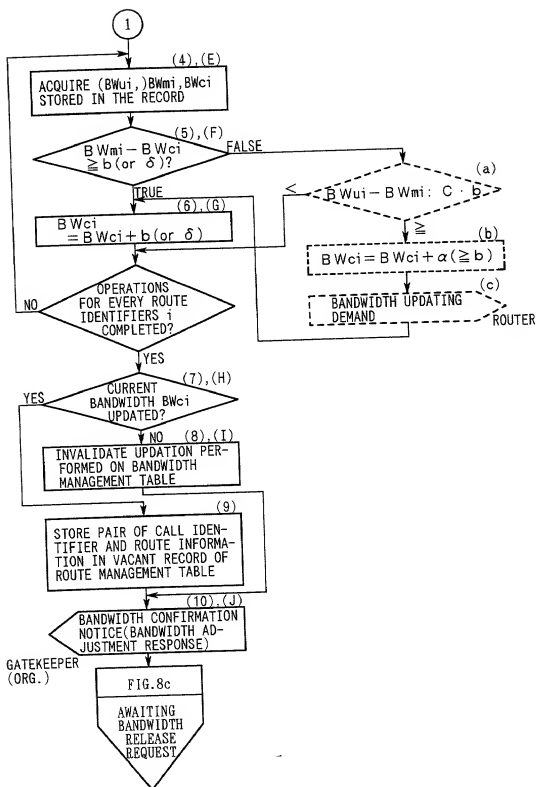 1
(4),(E)
ACQUIRE (BWui,)BWmi,BWci
STORED IN THE RECORD
(5),(F)
BWmi−BWci
≧b(or δ)?
FALSE
TRUE
(a)
BWui−BWmi: C・b
<
≧
(6),(G)
BWci
=BWci+b(or δ)
(b)
BWci=BWci+α(≧b)
(c)
BANDWIDTH UPDATING
DEMAND
ROUTER
OPERATIONS
FOR EVERY ROUTE
IDENTIFIERS i
COMPLETED?
NO
YES
(7),(H)
CURRENT
BANDWIDTH BWci
UPDATED?
YES
NO
(8),(I)
INVALIDATE UPDATION PER-
FORMED ON BANDWIDTH
MANAGEMENT TABLE
(9)
STORE PAIR OF CALL IDEN-
TIFIER AND ROUTE INFORMA-
TION IN VACANT RECORD OF
ROUTE MANAGEMENT TABLE
(10),(J)
BANDWIDTH CONFIRMATION
NOTICE(BANDWIDTH AD-
JUSTMENT RESPONSE)
GATEKEEPER
(ORG.)
FIG.8c
AWAITING
BANDWIDTH
RELEASE
REQUEST